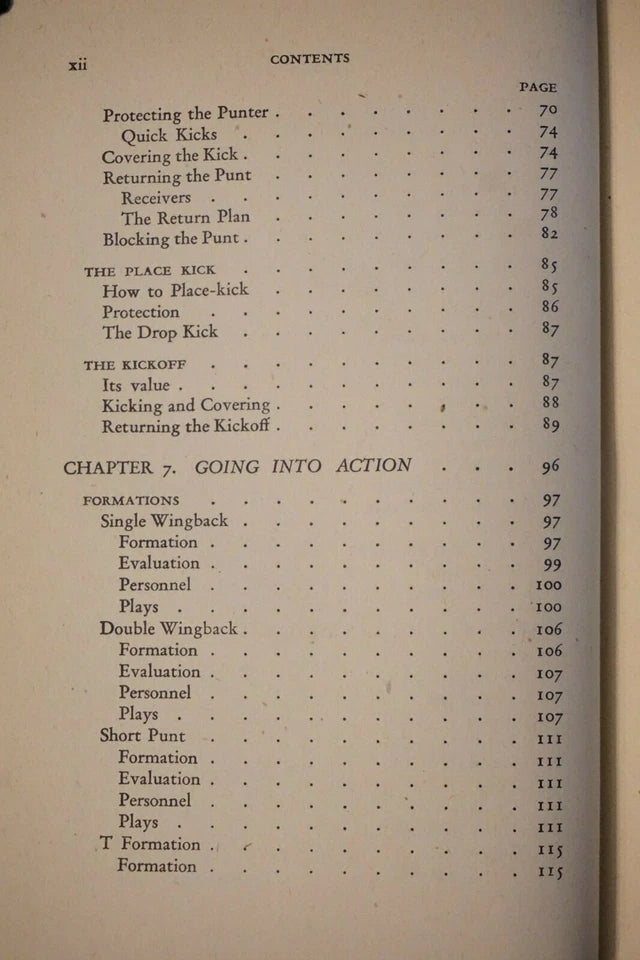 xii CONTENTS
PAGE
Protecting the Punter . . . . . . . . 70
Quick Kicks . . . . . . . . . 74
Covering the Kick . . . . . . . . . 74
Returning the Punt . . . . . . . . 77
Receivers . . . . . . . . . . 77
The Return Plan . . . . . . . . 78
Blocking the Punt . . . . . . . . . 82
THE PLACE KICK . . . . . . . . . 85
How to Place-kick . . . . . . . . . 85
Protection . . . . . . . . . . 86
The Drop Kick . . . . . . . . . 87
THE KICKOFF . . . . . . . . . . 87
Its value . . . . . . . . . . . 87
Kicking and Covering . . . . . . . . 88
Returning the Kickoff . . . . . . . . 89
CHAPTER 7. GOING INTO ACTION . . . 96
FORMATIONS . . . . . . . . . . 97
Single Wingback . . . . . . . . . 97
Formation . . . . . . . . . . 97
Evaluation . . . . . . . . . . 99
Personnel . . . . . . . . . . 100
Plays . . . . . . . . . . . 100
Double Wingback . . . . . . . . . 106
Formation . . . . . . . . . . 106
Evaluation . . . . . . . . . . 107
Personnel . . . . . . . . . . 107
Plays . . . . . . . . . . . 107
Short Punt . . . . . . . . . . 111
Formation . . . . . . . . . . 111
Evaluation . . . . . . . . . . 111
Personnel . . . . . . . . . . 111
Plays . . . . . . . . . . . 111
T Formation . . . . . . . . . . 115
Formation . . . . . . . . . . 115